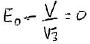 E₀ - V/√3 = 0